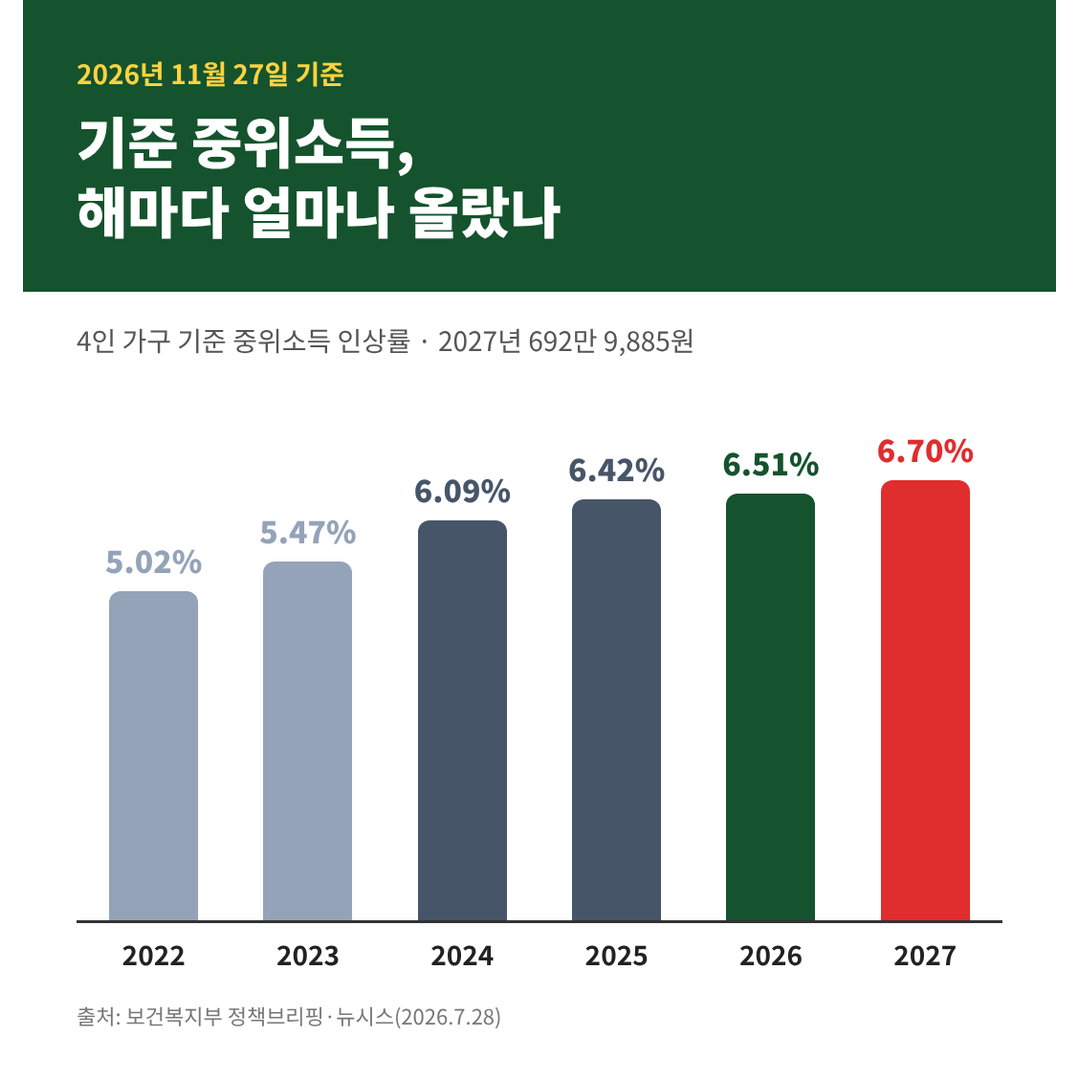 2026년 11월 27일 기준
기준 중위소득,
해마다 얼마나 올랐나
4인 가구 기준 중위소득 인상률 · 2027년 692만 9,885원
5.02%
5.47%
6.09%
6.42%
6.51%
6.70%
2022
2023
2024
2025
2026
2027
출처: 보건복지부 정책브리핑·뉴시스(2026.7.28)